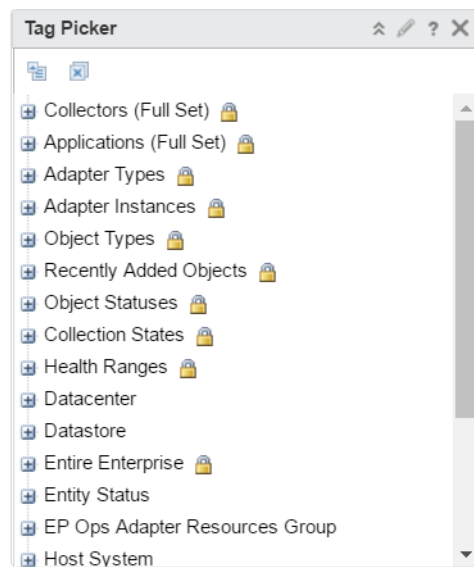 Tag Picker
Collectors (Full Set)
Applications (Full Set)
Adapter Types
Adapter Instances
Object Types
Recently Added Objects
Object Statuses
Collection States
Health Ranges
Datacenter
Datastore
Entire Enterprise
Entity Status
EP Ops Adapter Resources Group
Host System